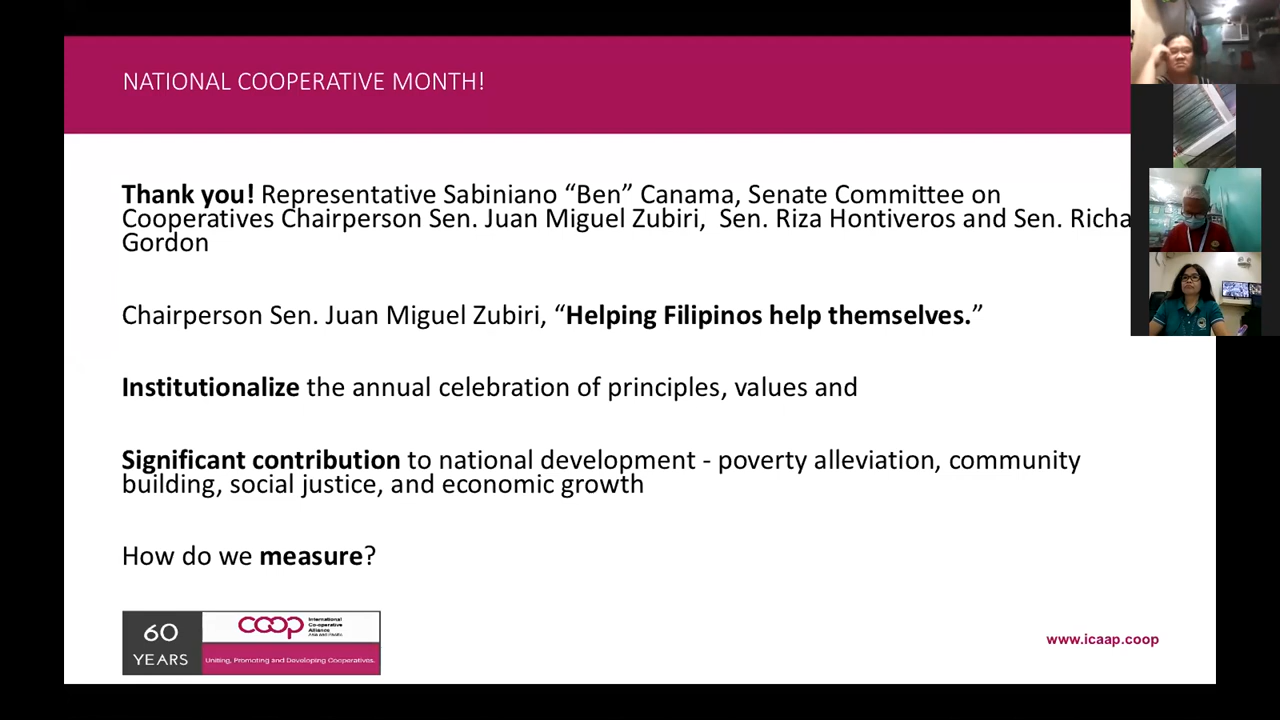 NATIONAL COOPERATIVE MONTH!
Thank you! Representative Sabiniano “Ben” Canama, Senate Committee on
Cooperatives Chairperson Sen. Juan Miguel Zubiri,  Sen. Riza Hontiveros and Sen. Richa
Gordon
Chairperson Sen. Juan Miguel Zubiri, “Helping Filipinos help themselves.”
Institutionalize the annual celebration of principles, values and
Significant contribution to national development - poverty alleviation, community
building, social justice, and economic growth
How do we measure?
60
YEARS
coop
International
Co-operative
Alliance
Asia and Pacific
Uniting, Promoting and Developing Cooperatives.
www.icaap.coop